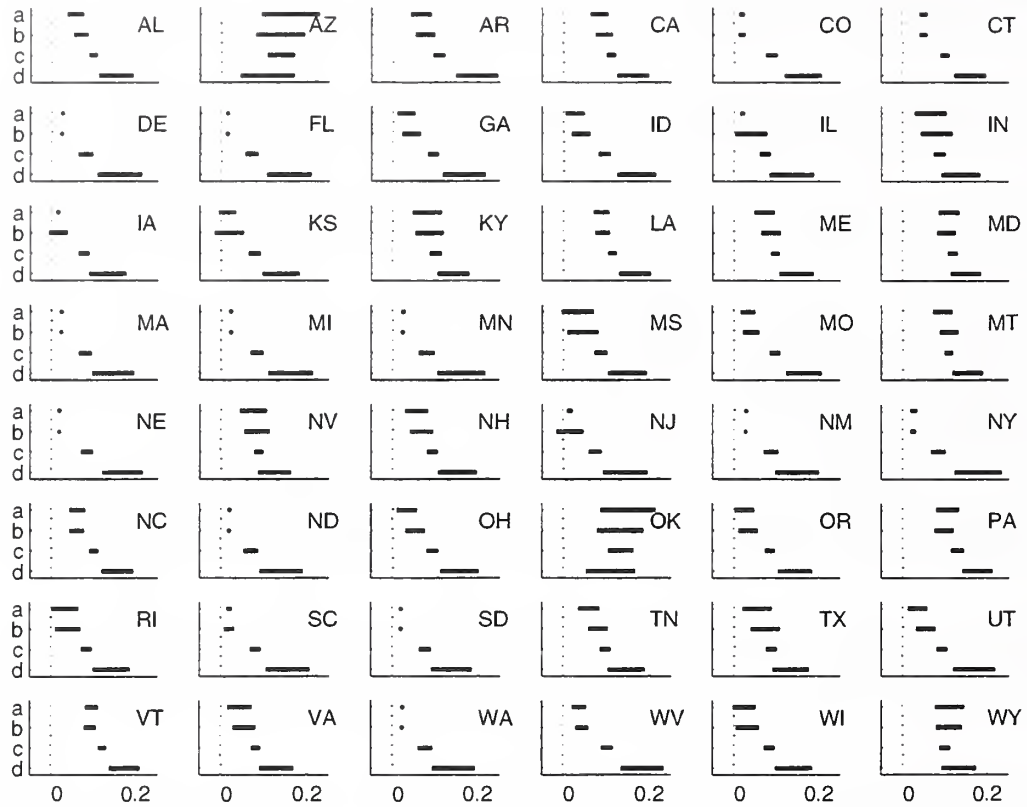 a AL AZ AR CA CO CT
b
c
d
a DE FL GA ID IL IN
b
c
d
a IA KS KY LA ME MD
b
c
d
a MA MI MN MS MO MT
b
c
d
a NE NV NH NJ NM NY
b
c
d
a NC ND OH OK OR PA
b
c
d
a RI SC SD TN TX UT
b
c
d
a VT VA WA WV WI WY
b
c
d
0 0.2 0 0.2 0 0.2 0 0.2 0 0.2 0 0.2